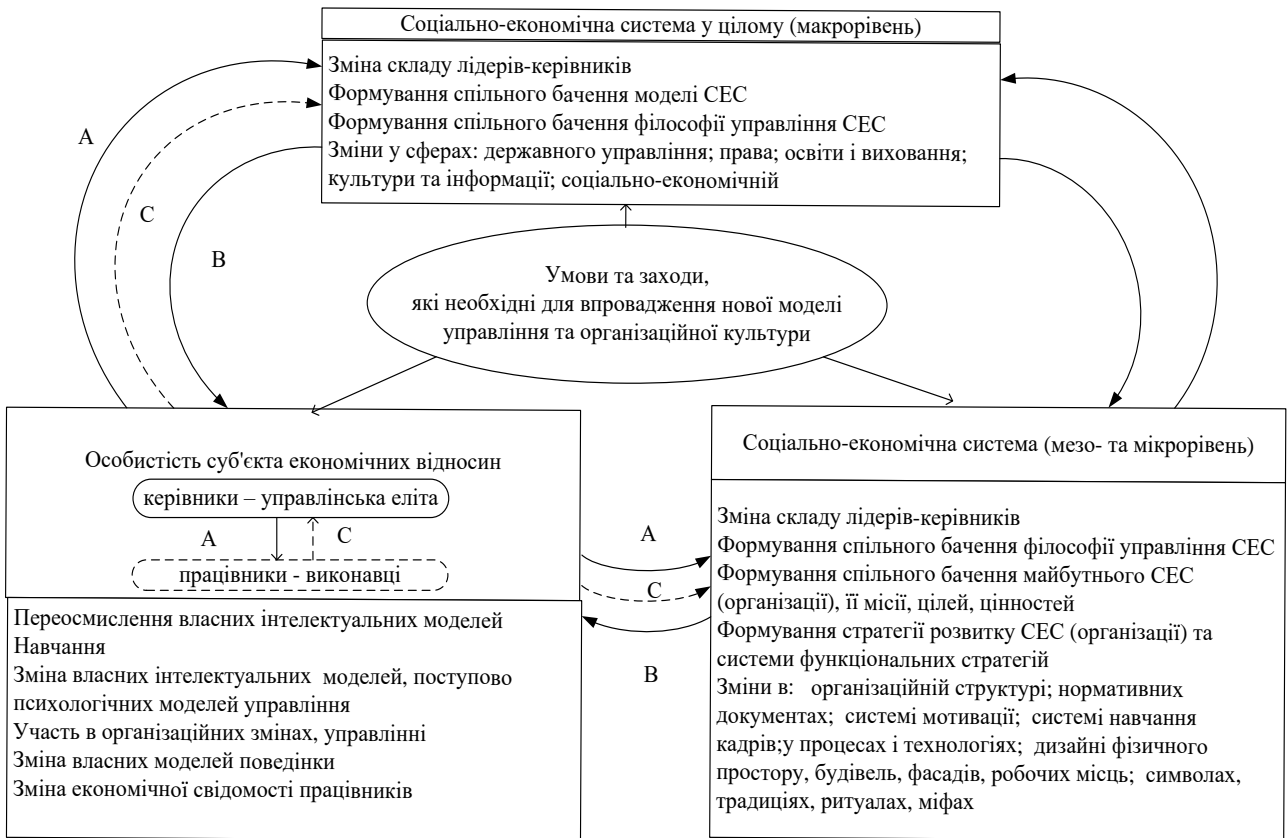 Соціально-економічна система у цілому (макрорівень)
Зміна складу лідерів-керівників
Формування спільного бачення моделі СЕС
Формування спільного бачення філософії управління СЕС
Зміни у сферах: державного управління; права; освіти і виховання;
культури та інформації; соціально-економічній
A
C
B
Умови та заходи,
які необхідні для впровадження нової моделі
управління та організаційної культури
Особистість суб'єкта економічних відносин
керівники – управлінська еліта
A
C
працівники - виконавці
Переосмислення власних інтелектуальних моделей
Навчання
Зміна власних інтелектуальних моделей, поступово
психологічних моделей управління
Участь в організаційних змінах, управлінні
Зміна власних моделей поведінки
Зміна економічної свідомості працівників
A
C
B
Соціально-економічна система (мезо- та мікрорівень)
Зміна складу лідерів-керівників
Формування спільного бачення філософії управління СЕС
Формування спільного бачення майбутнього СЕС
(організації), її місії, цілей, цінностей
Формування стратегії розвитку СЕС (організації) та
системи функціональних стратегій
Зміни в: організаційній структурі; нормативних
документах; системі мотивації; системі навчання
кадрів;у процесах і технологіях; дизайні фізичного
простору, будівель, фасадів, робочих місць; символах,
традиціях, ритуалах, міфах